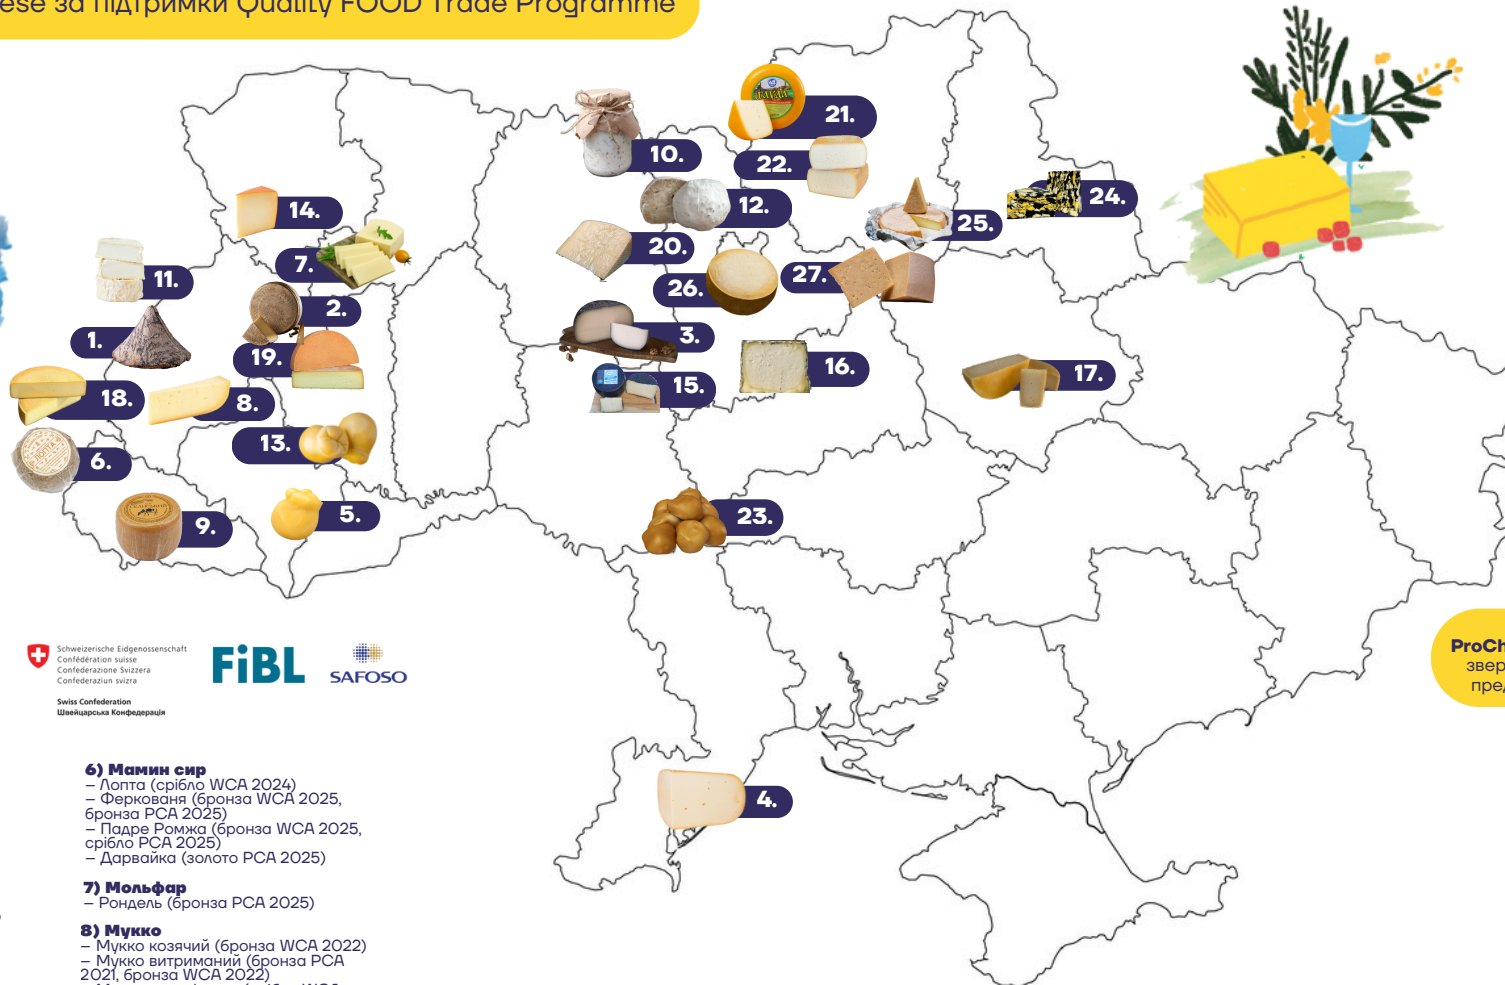 за підтримки Quality FOOD Trade Programme
21.
10.
22.
14.
12.
24.
25.
20.
7.
11.
26.
27.
2.
1.
3.
19.
16.
17.
15.
18.
8.
13.
6.
5.
9.
23.
4.
Schweizerische Eidgenossenschaft
Confédération suisse
Confederazione Svizzera
Confederaziun svizra
Swiss Confederation
Швейцарська Конфедерація
FiBL
SAFOSO
ProCh
звер
пред
6) Мамин сир
– Лопта (срібло WCA 2024)
– Феркованя (бронза WCA 2025,
бронза PCA 2025)
– Падре Ромжа (бронза WCA 2025,
срібло PCA 2025)
– Дарвайка (золото PCA 2025)
7) Мольфар
– Рондель (бронза PCA 2025)
8) Мукко
– Мукко козячий (бронза WCA 2022)
– Мукко витриманий (бронза PCA
2021, бронза WCA 2022)